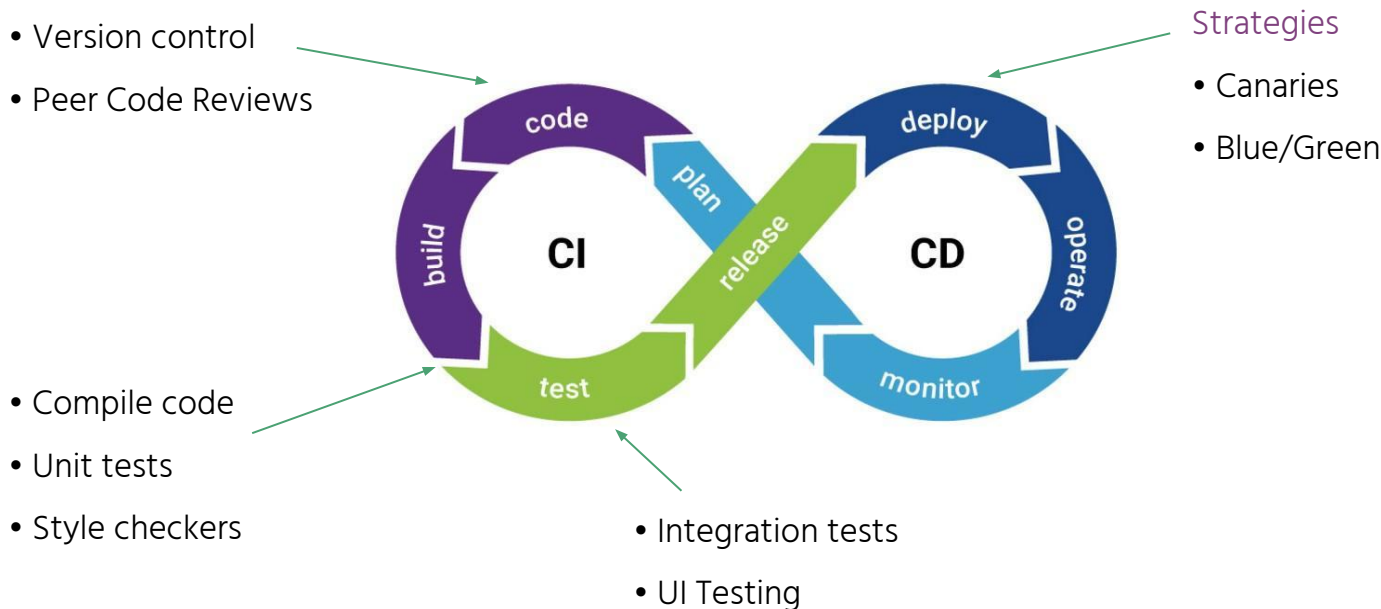 • Version control
• Peer Code Reviews
Strategies
• Canaries
• Blue/Green
code
deploy
plan
build
CI
release
CD
operate
test
monitor
• Compile code
• Unit tests
• Style checkers
• Integration tests
• UI Testing